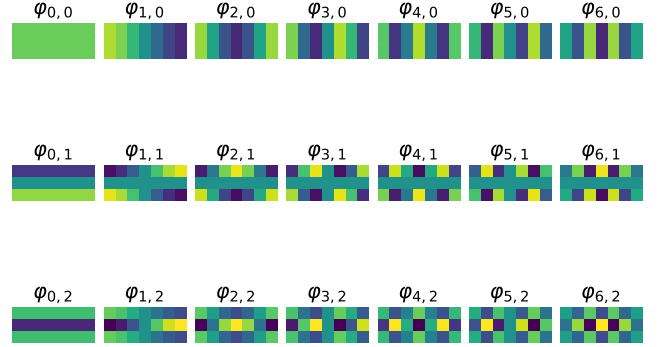 φ0,0 φ1,0 φ2,0 φ3,0 φ4,0 φ5,0 φ6,0
φ0,1 φ1,1 φ2,1 φ3,1 φ4,1 φ5,1 φ6,1
φ0,2 φ1,2 φ2,2 φ3,2 φ4,2 φ5,2 φ6,2